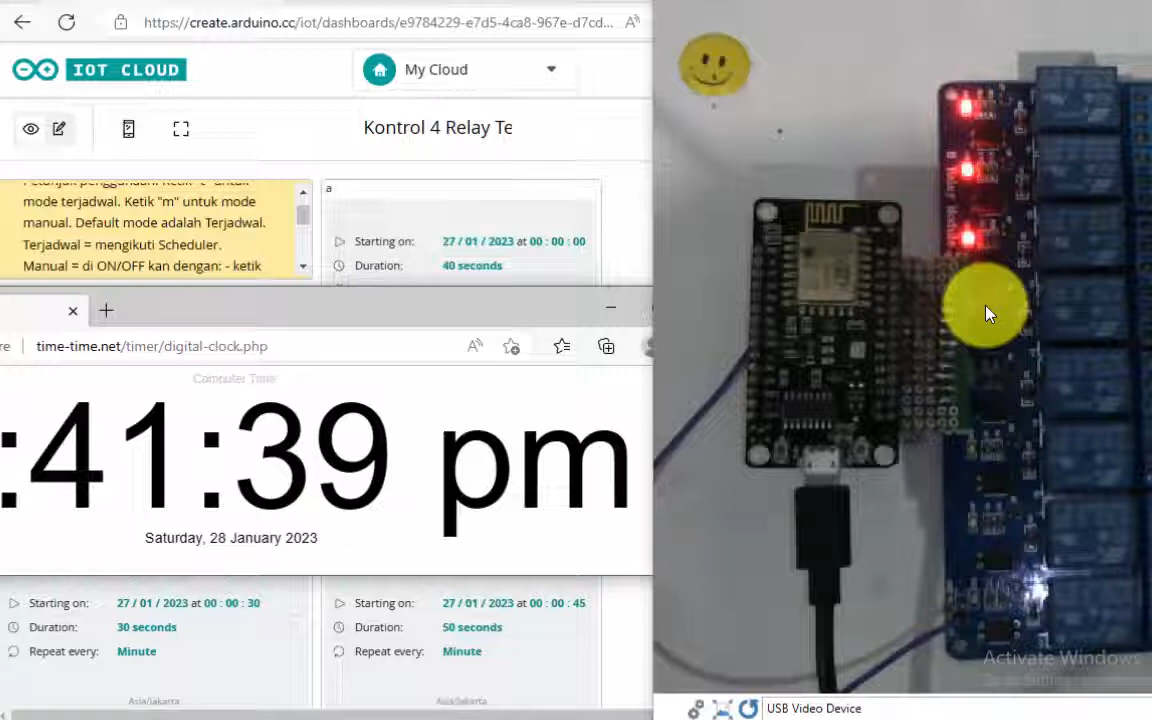 https://create.arduino.cc/iot/dashboards/e9784229-e7d5-4ca8-967e-d7cd...
IOT CLOUD
My Cloud
Kontrol 4 Relay Te
mode terjadwal. Ketik "m" untuk mode
manual. Default mode adalah Terjadwal.
Terjadwal = mengikuti Scheduler.
Manual = di ON/OFF kan dengan: - ketik
a
Starting on: 27 / 01 / 2023 at 00 : 00 : 00
Duration: 40 seconds
re
time-time.net/timer/digital-clock.php
Computer Time
:41:39 pm
Saturday, 28 January 2023
Starting on: 27 / 01 / 2023 at 00 : 00 : 30
Duration: 30 seconds
Repeat every: Minute
Asia/Jakarta
Starting on: 27 / 01 / 2023 at 00 : 00 : 45
Duration: 50 seconds
Repeat every: Minute
Asia/Jakarta
Activate Windows
USB Video Device